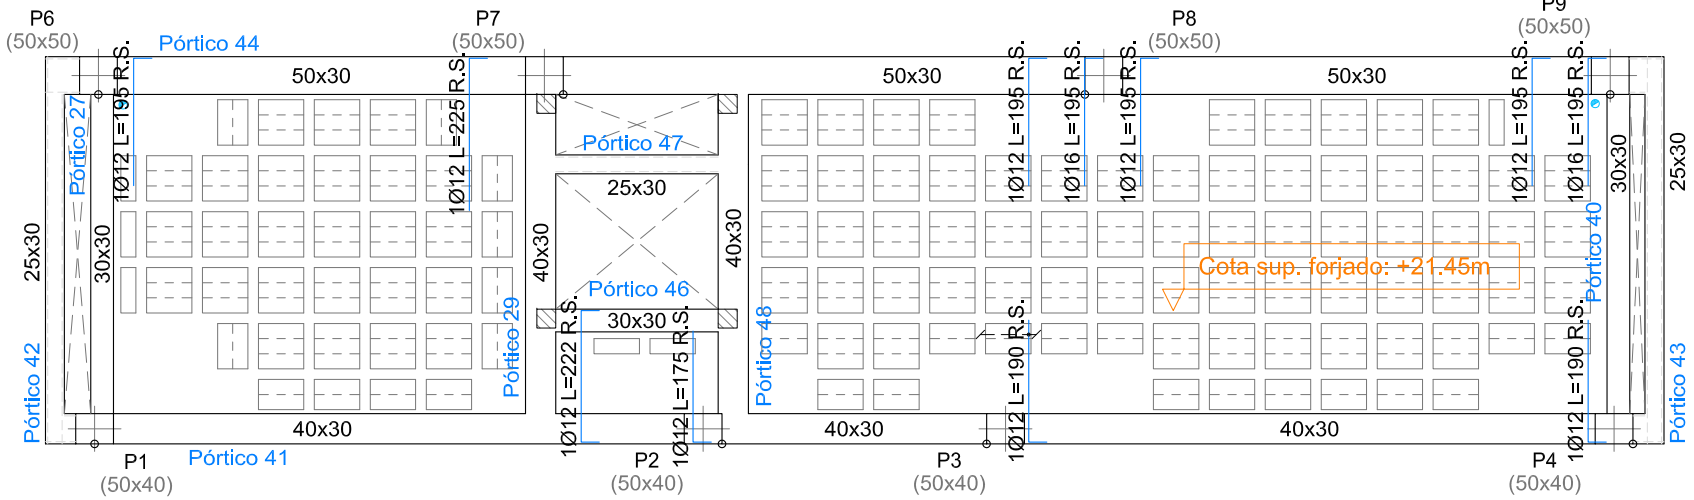 P6
(50x50)
P7
(50x50)
P8
(50x50)
P9
(50x50)
Pórtico 44
50x30
50x30
50x30
Pórtico 27
1Ø12 L=195 R.S.
1Ø12 L=225 R.S.
1Ø12 L=195 R.S.
1Ø16 L=195 R.S.
1Ø12 L=195 R.S.
1Ø12 L=195 R.S.
1Ø16 L=195 R.S.
Pórtico 47
25x30
25x30
30x30
40x30
40x30
30x30
25x30
Cota sup. forjado: +21.45m
Pórtico 40
Pórtico 46
30x30
Pórtico 42
Pórtico 29
1Ø12 L=222 R.S.
1Ø12 L=175 R.S.
Pórtico 48
1Ø12 L=190 R.S.
1Ø12 L=190 R.S.
Pórtico 43
40x30
40x30
40x30
P1
(50x40)
Pórtico 41
P2
(50x40)
P3
(50x40)
P4
(50x40)